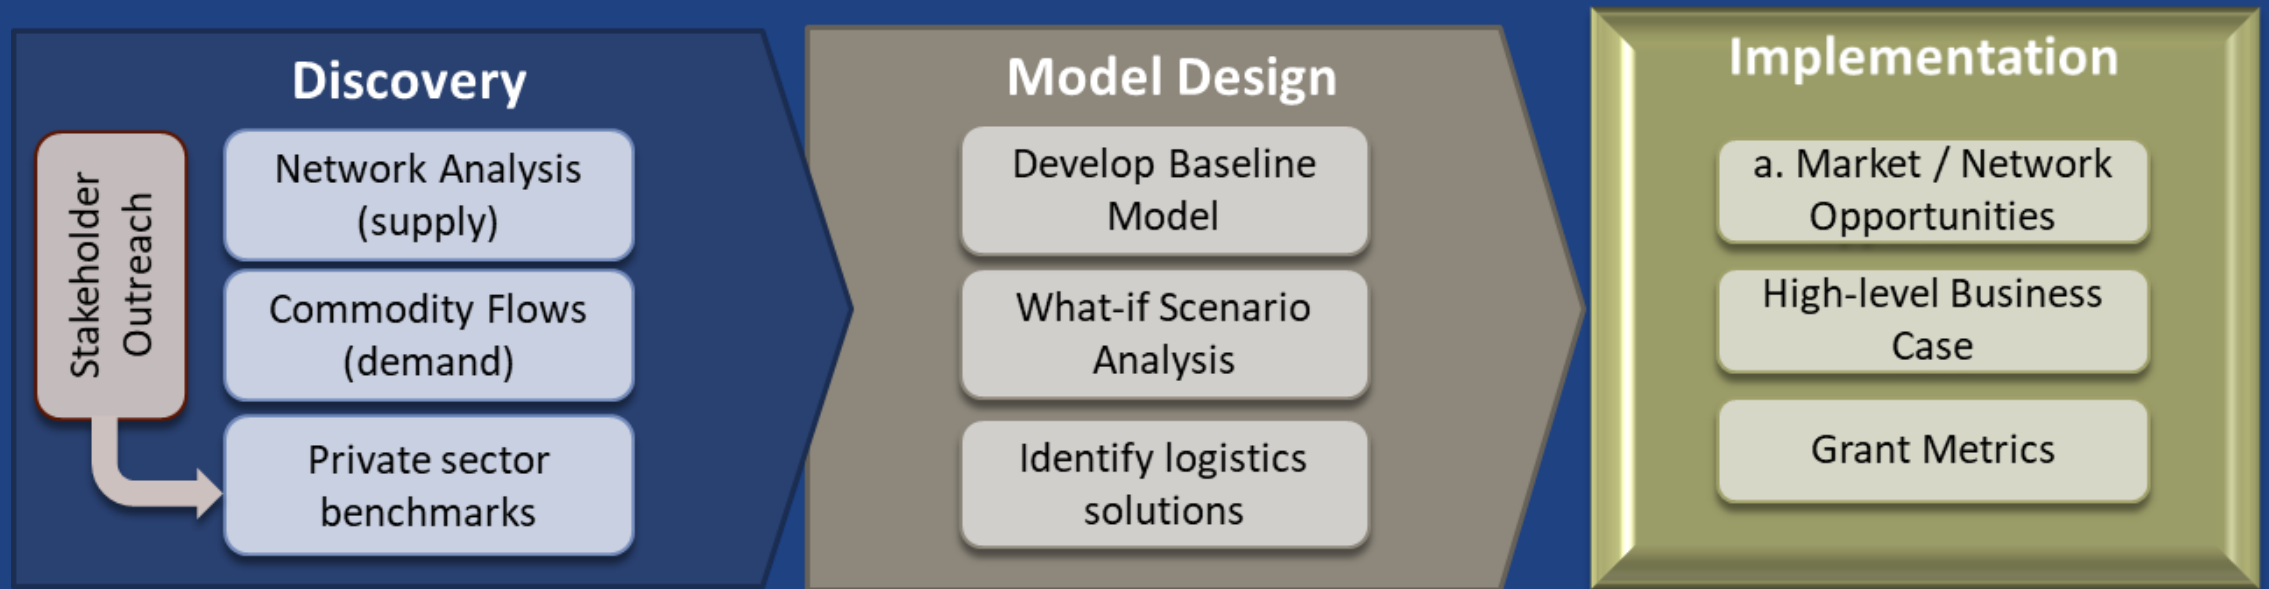 Discovery
Stakeholder
Outreach
Network Analysis
(supply)
Commodity Flows
(demand)
Private sector
benchmarks
Model Design
Develop Baseline
Model
What-if Scenario
Analysis
Identify logistics
solutions
Implementation
a. Market / Network
Opportunities
High-level Business
Case
Grant Metrics